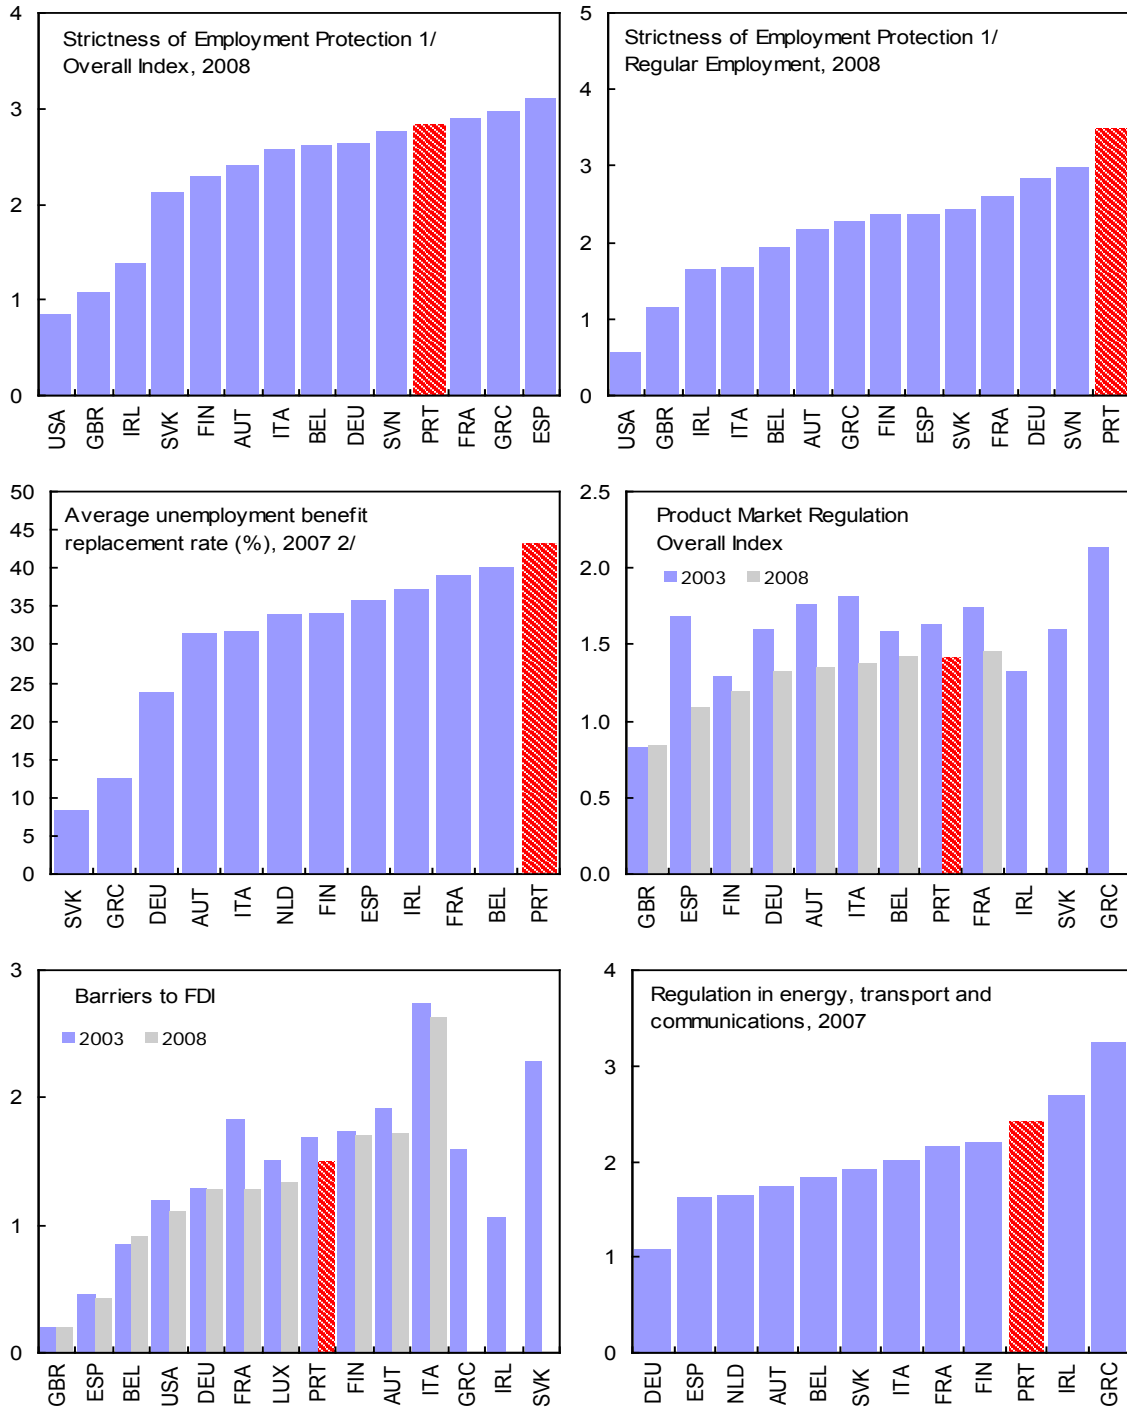 Strictness of Employment Protection 1/
Overall Index, 2008
4
3
2
1
0
USA GBR IRL SVK FIN AUT ITA BEL DEU SVN PRT FRA GRC ESP
Strictness of Employment Protection 1/
Regular Employment, 2008
5
4
3
2
1
0
USA GBR IRL ITA BEL AUT GRC FIN ESP SVK FRA DEU SVN PRT
Average unemployment benefit
replacement rate (%), 2007 2/
50
45
40
35
30
25
20
15
10
5
0
SVK GRC DEU AUT ITA NLD FIN ESP IRL FRA BEL PRT
Product Market Regulation
Overall Index
2003 2008
2.5
2.0
1.5
1.0
0.5
0.0
GBR ESP FIN DEU AUT ITA BEL PRT FRA IRL SVK GRC
Barriers to FDI
2003 2008
3
2
1
0
GBR ESP BEL USA DEU FRA LUX PRT FIN AUT ITA GRC IRL SVK
Regulation in energy, transport and
communications, 2007
4
3
2
1
0
DEU ESP NLD AUT BEL SVK ITA FRA FIN PRT IRL GRC